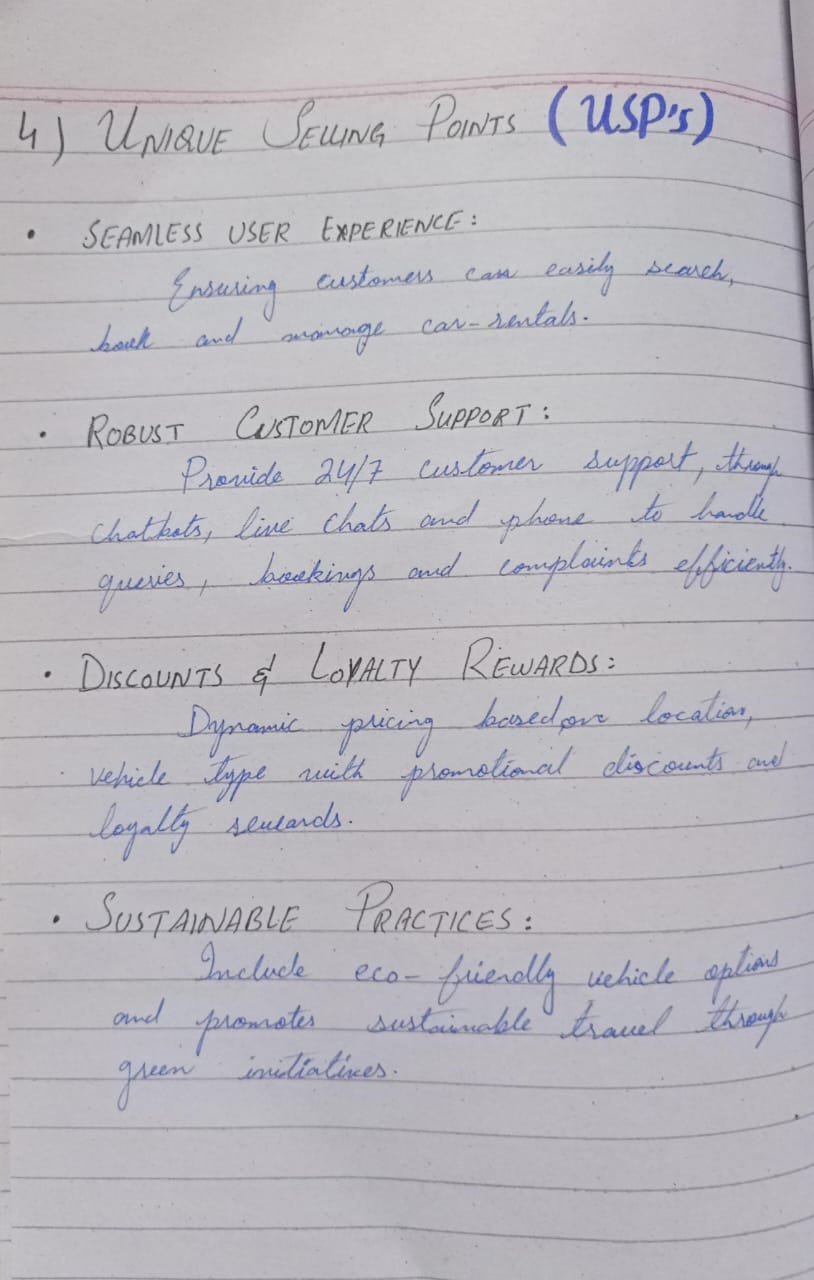 4) UNIQUE SELLING POINTS (USP's)
• SEAMLESS USER EXPERIENCE:
Ensuring customers can easily search,
book and manage car-rentals.
• ROBUST CUSTOMER SUPPORT:
Provide 24/7 customer support, through
chatbots, live chats and phone to handle
queries, bookings and complaints efficiently.
• DISCOUNTS & LOYALTY REWARDS:
Dynamic pricing based on location,
vehicle type with promotional discounts and
loyalty rewards.
• SUSTAINABLE PRACTICES:
Include eco-friendly vehicle options
and promotes sustainable travel through
green initiatives.